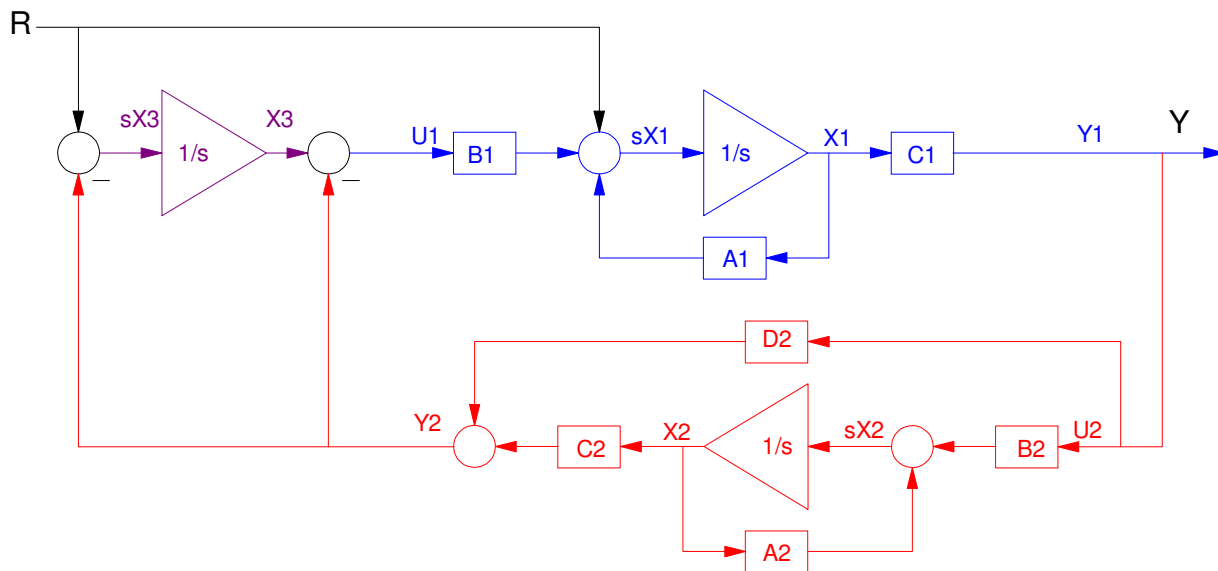 R
Y
sX3
X3
U1
sX1
X1
Y1
1/s
B1
1/s
C1
A1
D2
Y2
X2
sX2
U2
C2
1/s
B2
A2